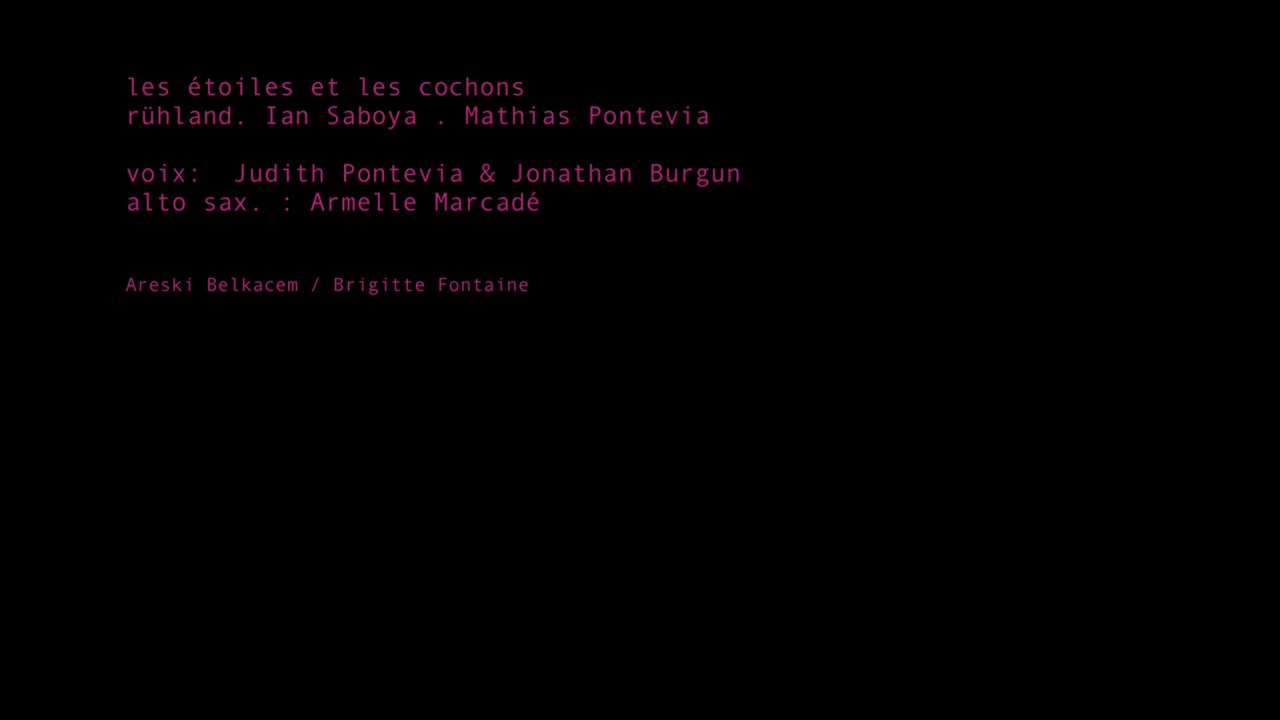 les étoiles et les cochons
rühland. Ian Saboya . Mathias Pontevia
voix:  Judith Pontevia & Jonathan Burgun
alto sax. : Armelle Marcadé
Areski Belkacem / Brigitte Fontaine